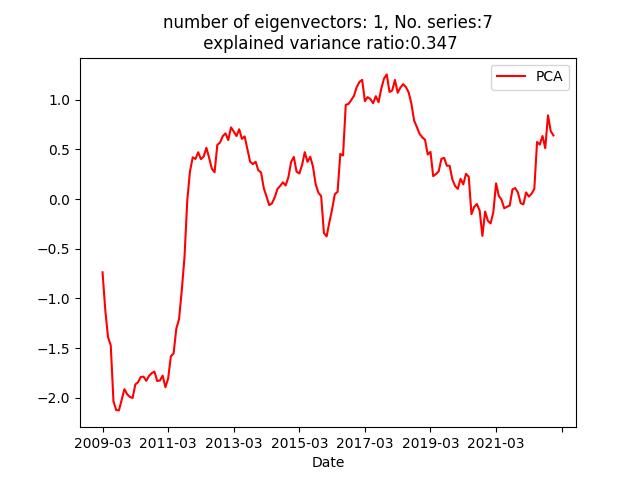 number of eigenvectors: 1, No. series:7
explained variance ratio:0.347
PCA
1.0
0.5
0.0
−0.5
−1.0
−1.5
−2.0
2009-03 2011-03 2013-03 2015-03 2017-03 2019-03 2021-03
Date